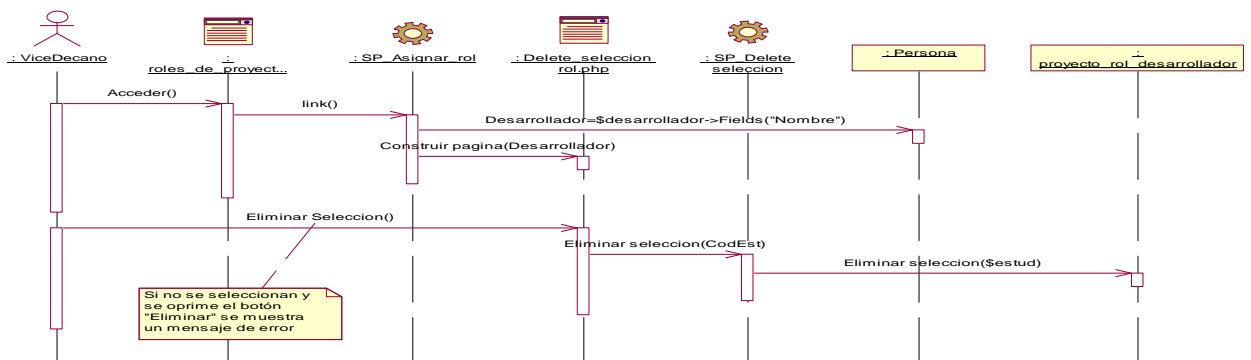 : ViceDecano
:
roles_de_proyect...
: SP_Asignar_rol
: Delete_seleccion
rol.php
: SP_Delete
seleccion
: Persona
:
proyecto_rol_desarrollador
Acceder()
link()
Desarrollador=$desarrollador->Fields("Nombre")
Construir pagina(Desarrollador)
Eliminar Seleccion()
Eliminar seleccion(CodEst)
Eliminar seleccion($estud)
Si no se seleccionan y
se oprime el botón
"Eliminar" se muestra
un mensaje de error